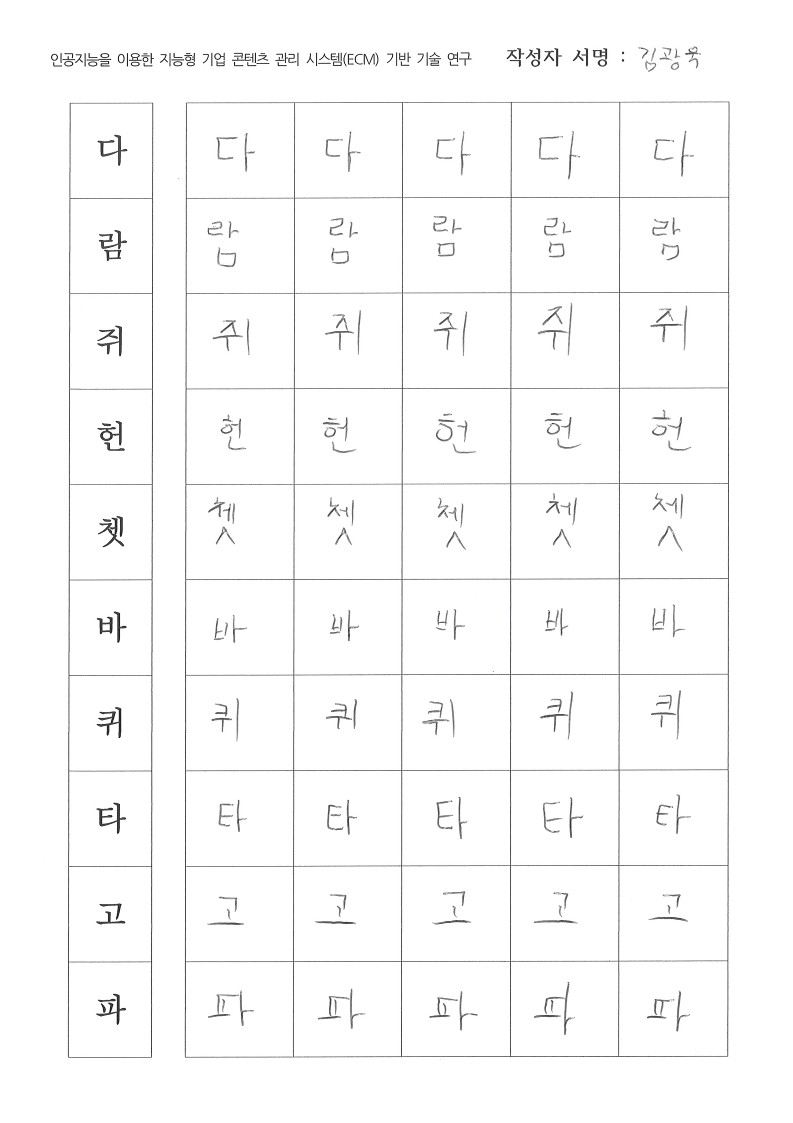 인공지능을 이용한 지능형 기업 콘텐츠 관리 시스템(ECM) 기반 기술 연구 작성자 서명 : 김광욱
다 다 다 다 다 다
람 람 람 람 람 람
쥐 쥐 쥐 쥐 쥐 쥐
헌 헌 헌 헌 헌 헌
쳇 쳇 쳇 쳇 쳇 쳇
바 바 바 바 바 바
퀴 퀴 퀴 퀴 퀴 퀴
타 타 타 타 타 타
고 고 고 고 고 고
파 파 파 파 파 파